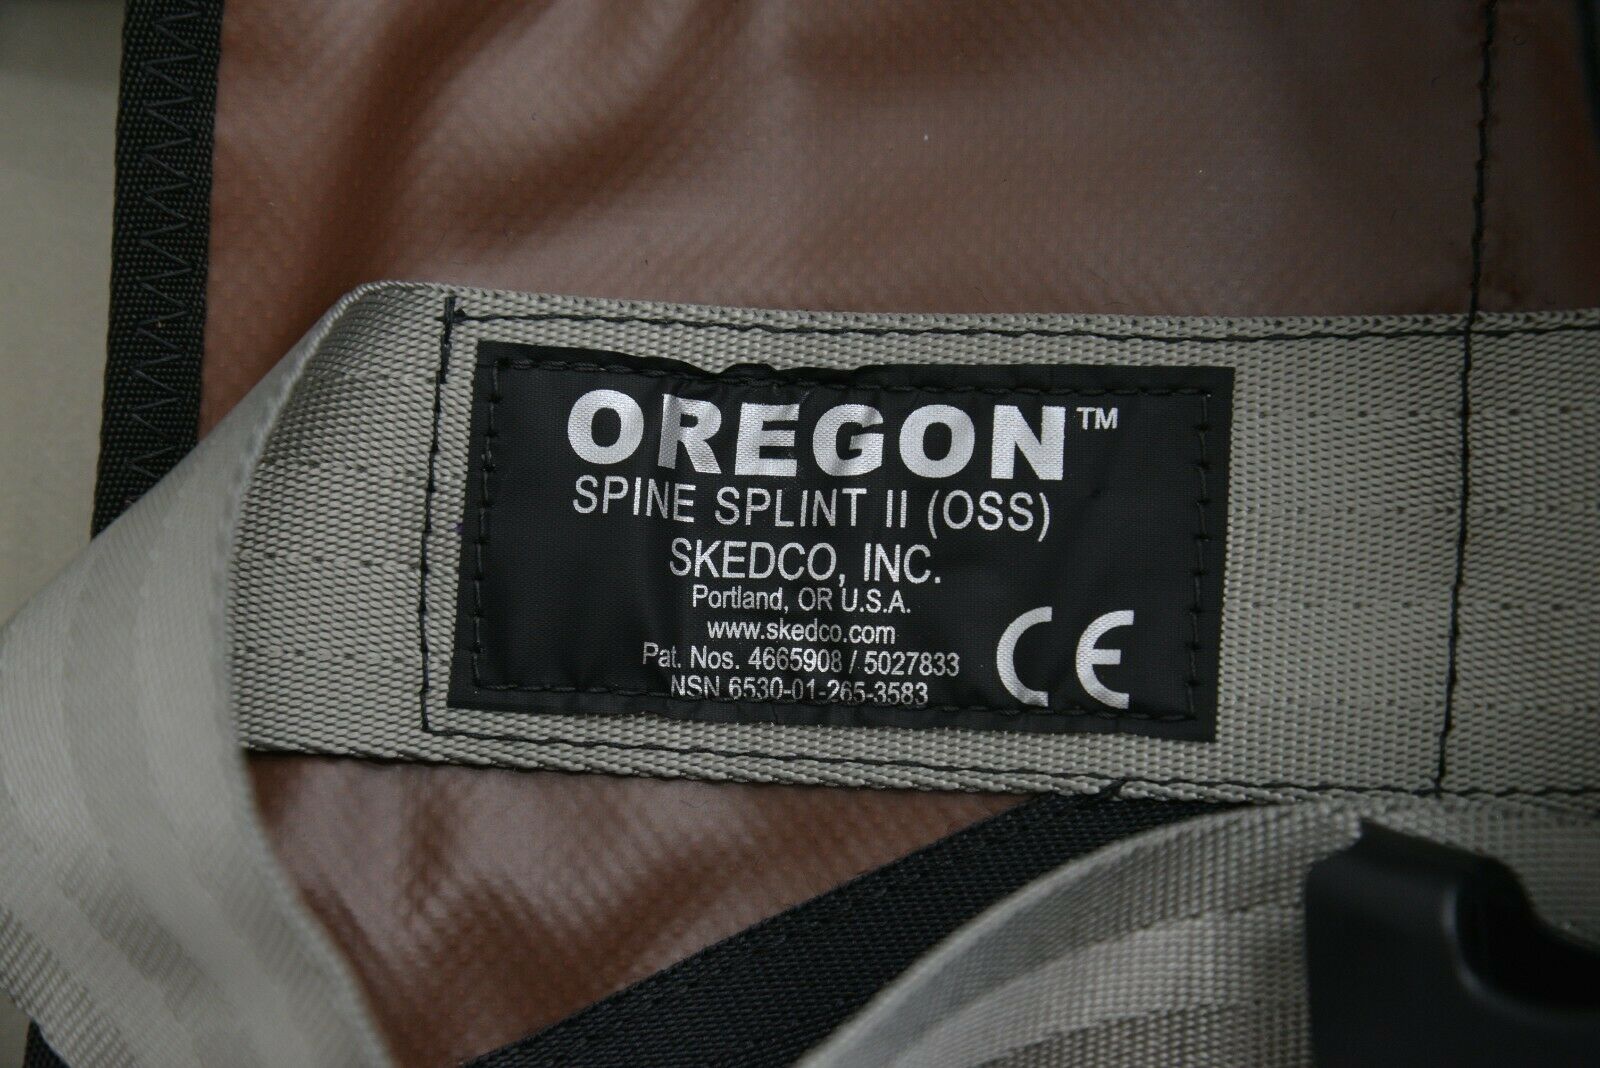 OREGON™
SPINE SPLINT II (OSS)
SKEDCO, INC.
Portland, OR U.S.A.
www.skedco.com
Pat. Nos. 4665908 / 5027833
NSN 6530-01-265-3583
CE